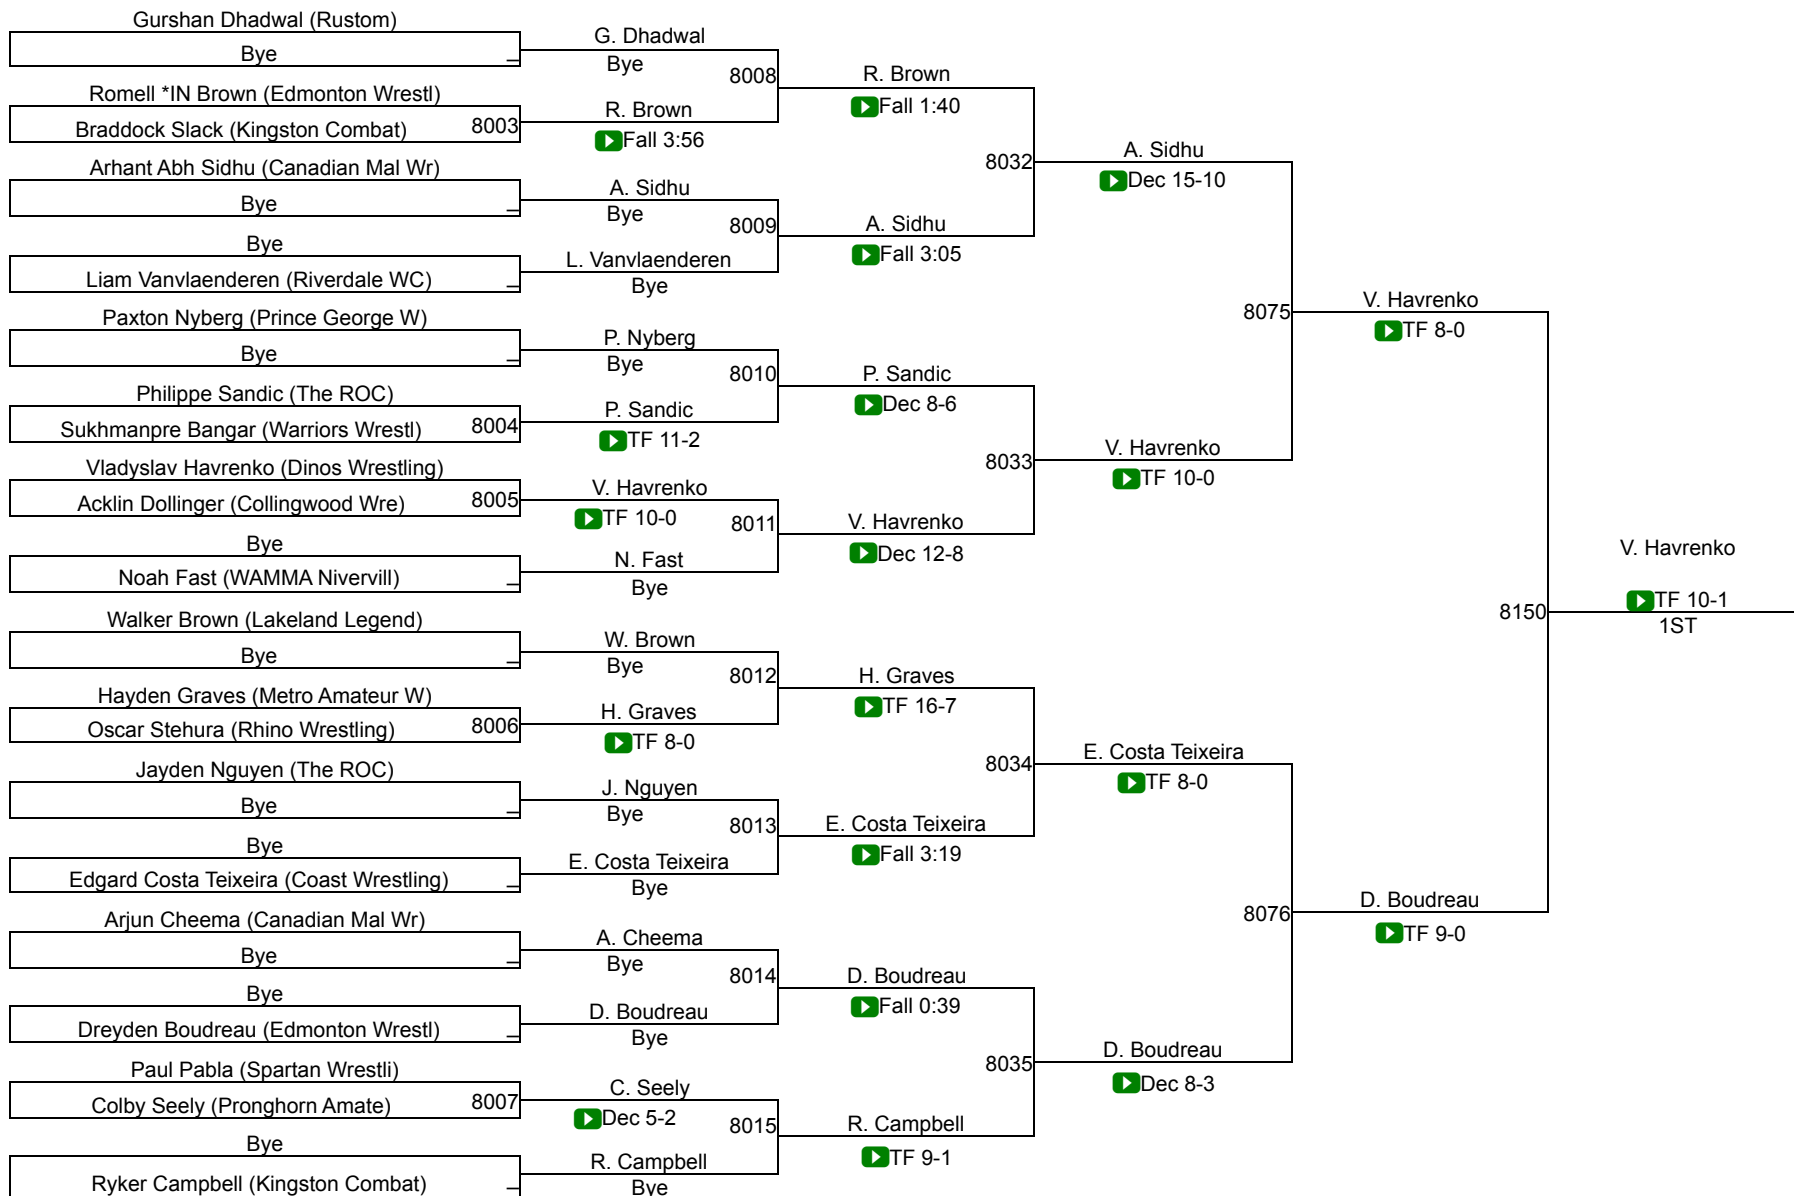 Gurshan Dhadwal (Rustom)
Bye
Romell *IN Brown (Edmonton Wrestl)
Braddock Slack (Kingston Combat) 8003
Arhant Abh Sidhu (Canadian Mal Wr)
Bye
Bye
Liam Vanvlaenderen (Riverdale WC)
Paxton Nyberg (Prince George W)
Bye
Philippe Sandic (The ROC)
Sukhmanpre Bangar (Warriors Wrestl) 8004
Vladyslav Havrenko (Dinos Wrestling)
Acklin Dollinger (Collingwood Wre) 8005
Bye
Noah Fast (WAMMA Nivervill)
Walker Brown (Lakeland Legend)
Bye
Hayden Graves (Metro Amateur W)
Oscar Stehura (Rhino Wrestling) 8006
Jayden Nguyen (The ROC)
Bye
Bye
Edgard Costa Teixeira (Coast Wrestling)
Arjun Cheema (Canadian Mal Wr)
Bye
Bye
Dreyden Boudreau (Edmonton Wrestl)
Paul Pabla (Spartan Wrestli)
Colby Seely (Pronghorn Amate) 8007
Bye
Ryker Campbell (Kingston Combat)
G. Dhadwal
Bye
8008
R. Brown
Fall 3:56
A. Sidhu
Bye
8009
L. Vanvlaenderen
Bye
P. Nyberg
Bye
8010
P. Sandic
TF 11-2
V. Havrenko
TF 10-0
8011
N. Fast
Bye
W. Brown
Bye
8012
H. Graves
TF 8-0
J. Nguyen
Bye
8013
E. Costa Teixeira
Bye
A. Cheema
Bye
8014
D. Boudreau
Bye
C. Seely
Dec 5-2
8015
R. Campbell
Bye
R. Brown
Fall 1:40
8032
A. Sidhu
Fall 3:05
P. Sandic
Dec 8-6
8033
V. Havrenko
Dec 12-8
H. Graves
TF 16-7
8034
E. Costa Teixeira
Fall 3:19
D. Boudreau
Fall 0:39
8035
R. Campbell
TF 9-1
A. Sidhu
Dec 15-10
8075
V. Havrenko
TF 10-0
E. Costa Teixeira
TF 8-0
8076
D. Boudreau
Dec 8-3
V. Havrenko
TF 8-0
8150
D. Boudreau
TF 9-0
V. Havrenko
TF 10-1
1ST